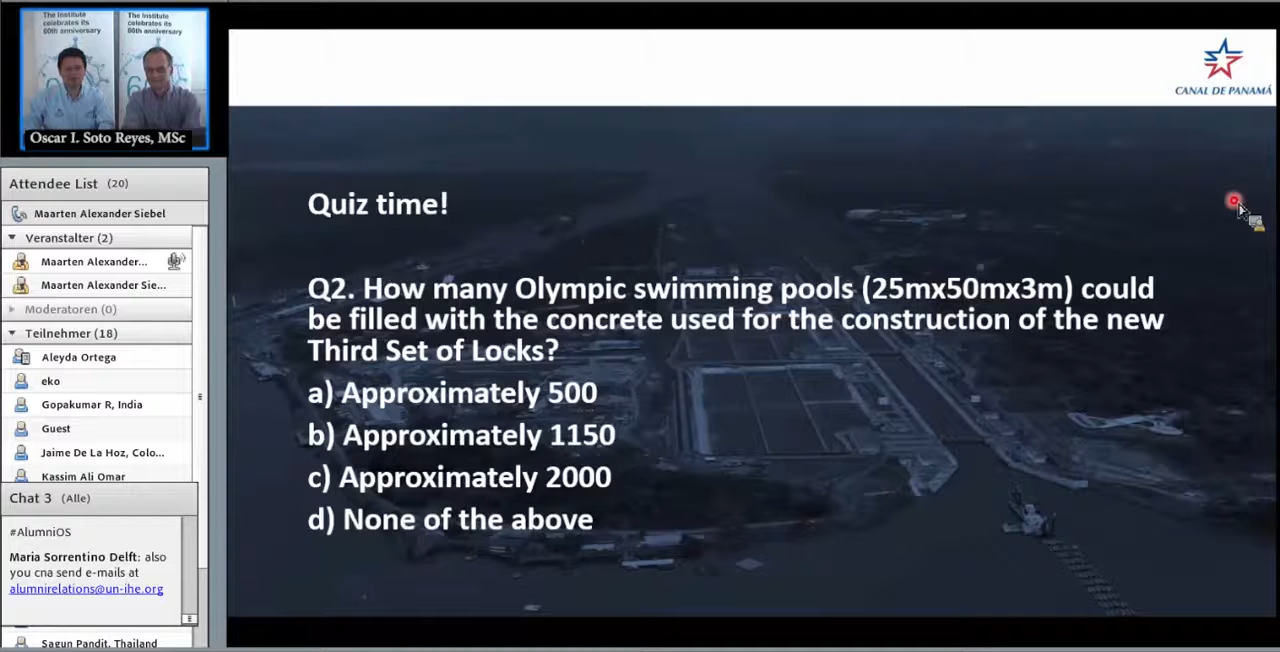 The Institute
celebrates its
60th anniversary
The Institute
celebrates its
60th anniversary
Oscar I. Soto Reyes, MSc
Attendee List (20)
Maarten Alexander Siebel
Veranstalter (2)
Maarten Alexander...
Maarten Alexander Sie...
Moderatoren (0)
Teilnehmer (18)
Aleyda Ortega
eko
Gopakumar R, India
Guest
Jaime De La Hoz, Colo...
Kassim Ali Omar
Chat 3 (Alle)
#AlumniOS
Maria Sorrentino Delft: also
you cna send e-mails at
alumnirelations@un-ihe.org
Sagun Pandit, Thailand
CANAL DE PANAMÁ
Quiz time!
Q2. How many Olympic swimming pools (25mx50mx3m) could
be filled with the concrete used for the construction of the new
Third Set of Locks?
a) Approximately 500
b) Approximately 1150
c) Approximately 2000
d) None of the above